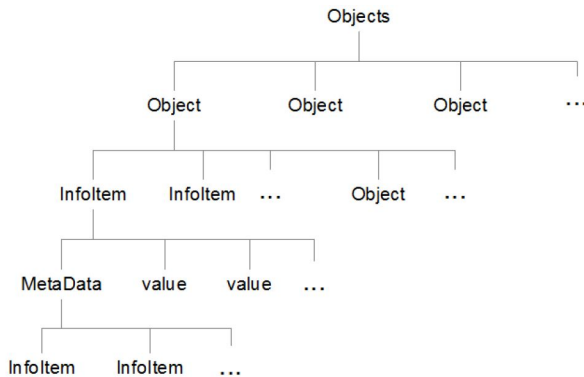 Objects
Object Object Object ...
InfoItem InfoItem ... Object ...
MetaData value value ...
InfoItem InfoItem ...